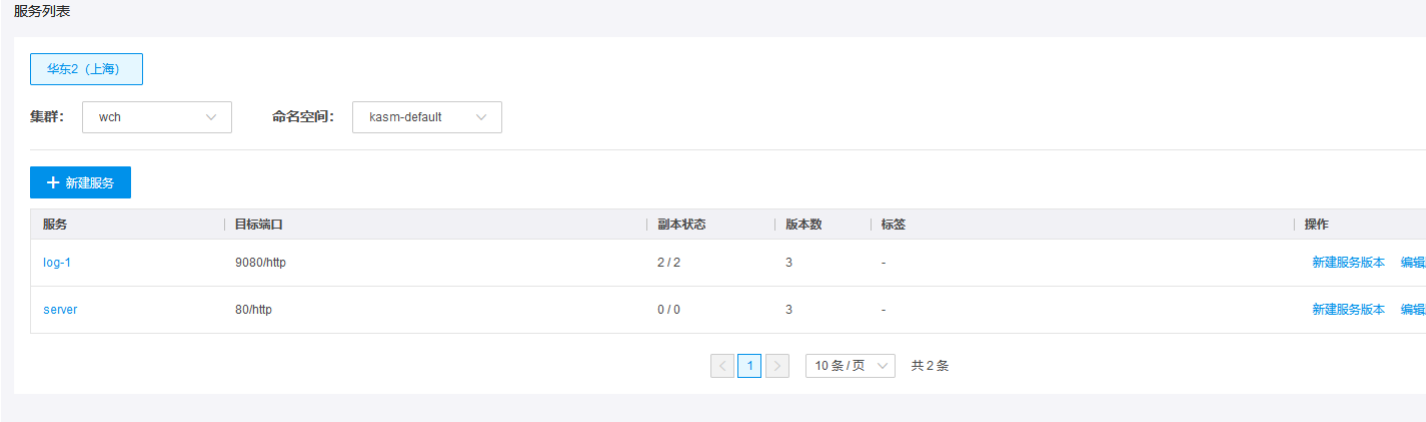 服务列表
华东2（上海）
集群： wch 命名空间： kasm-default
+ 新建服务
服务 目标端口 副本状态 版本数 标签 操作
log-1 9080/http 2 / 2 3 - 新建服务版本 编辑
server 80/http 0 / 0 3 - 新建服务版本 编辑
< 1 > 10 条 / 页 共 2 条